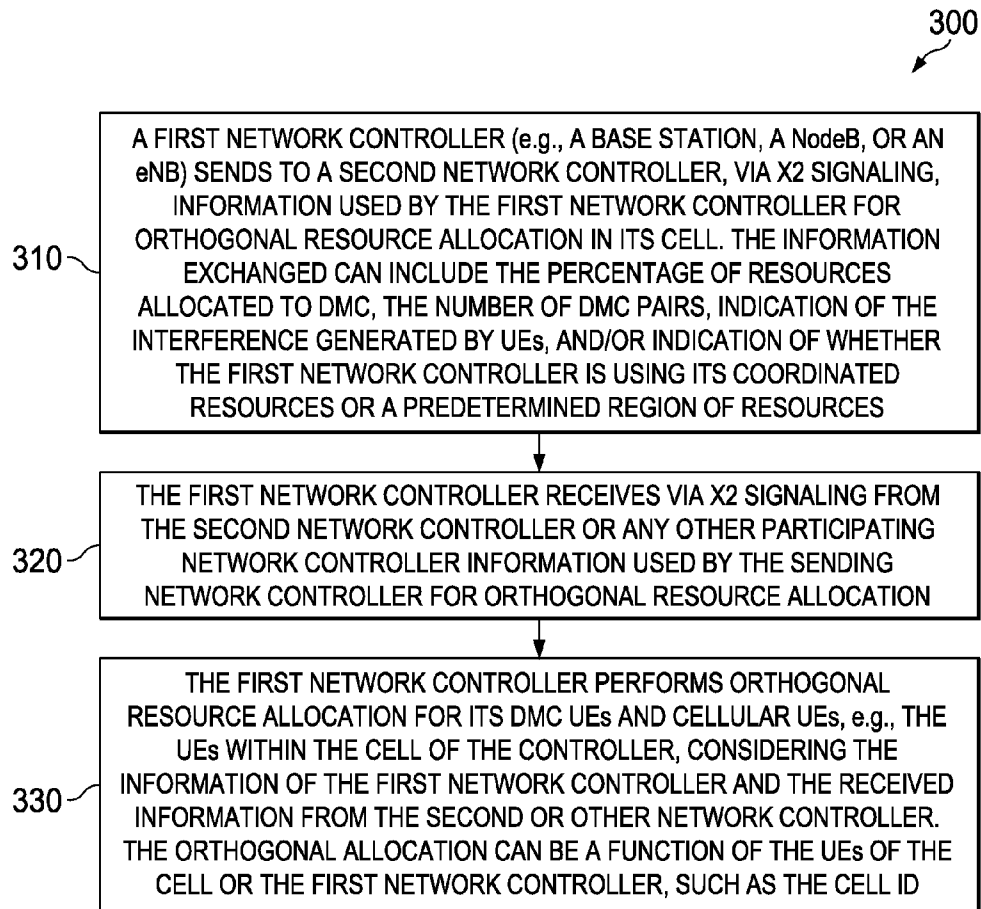 300
A FIRST NETWORK CONTROLLER (e.g., A BASE STATION, A NodeB, OR AN
eNB) SENDS TO A SECOND NETWORK CONTROLLER, VIA X2 SIGNALING,
INFORMATION USED BY THE FIRST NETWORK CONTROLLER FOR
ORTHOGONAL RESOURCE ALLOCATION IN ITS CELL. THE INFORMATION
EXCHANGED CAN INCLUDE THE PERCENTAGE OF RESOURCES
ALLOCATED TO DMC, THE NUMBER OF DMC PAIRS, INDICATION OF THE
INTERFERENCE GENERATED BY UEs, AND/OR INDICATION OF WHETHER
THE FIRST NETWORK CONTROLLER IS USING ITS COORDINATED
RESOURCES OR A PREDETERMINED REGION OF RESOURCES
310
THE FIRST NETWORK CONTROLLER RECEIVES VIA X2 SIGNALING FROM
THE SECOND NETWORK CONTROLLER OR ANY OTHER PARTICIPATING
NETWORK CONTROLLER INFORMATION USED BY THE SENDING
NETWORK CONTROLLER FOR ORTHOGONAL RESOURCE ALLOCATION
320
THE FIRST NETWORK CONTROLLER PERFORMS ORTHOGONAL
RESOURCE ALLOCATION FOR ITS DMC UEs AND CELLULAR UEs, e.g., THE
UEs WITHIN THE CELL OF THE CONTROLLER, CONSIDERING THE
INFORMATION OF THE FIRST NETWORK CONTROLLER AND THE RECEIVED
INFORMATION FROM THE SECOND OR OTHER NETWORK CONTROLLER.
THE ORTHOGONAL ALLOCATION CAN BE A FUNCTION OF THE UEs OF THE
CELL OR THE FIRST NETWORK CONTROLLER, SUCH AS THE CELL ID
330